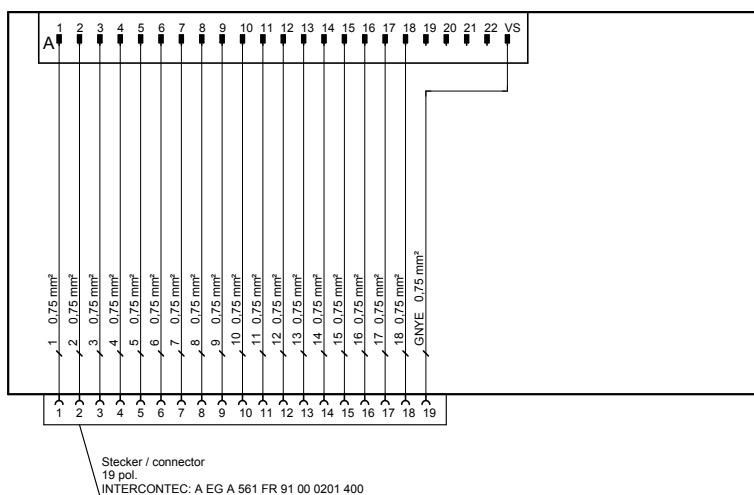 1 2 3 4 5 6 7 8 9 10 11 12 13 14 15 16 17 18 19 20 21 22 VS
A
1 0,75 mm²
2 0,75 mm²
3 0,75 mm²
4 0,75 mm²
5 0,75 mm²
6 0,75 mm²
7 0,75 mm²
8 0,75 mm²
9 0,75 mm²
10 0,75 mm²
11 0,75 mm²
12 0,75 mm²
13 0,75 mm²
14 0,75 mm²
15 0,75 mm²
16 0,75 mm²
17 0,75 mm²
18 0,75 mm²
GNYE 0,75 mm²
1 2 3 4 5 6 7 8 9 10 11 12 13 14 15 16 17 18 19
Stecker / connector
19 pol.
INTERCONTEC: A EG A 561 FR 91 00 0201 400